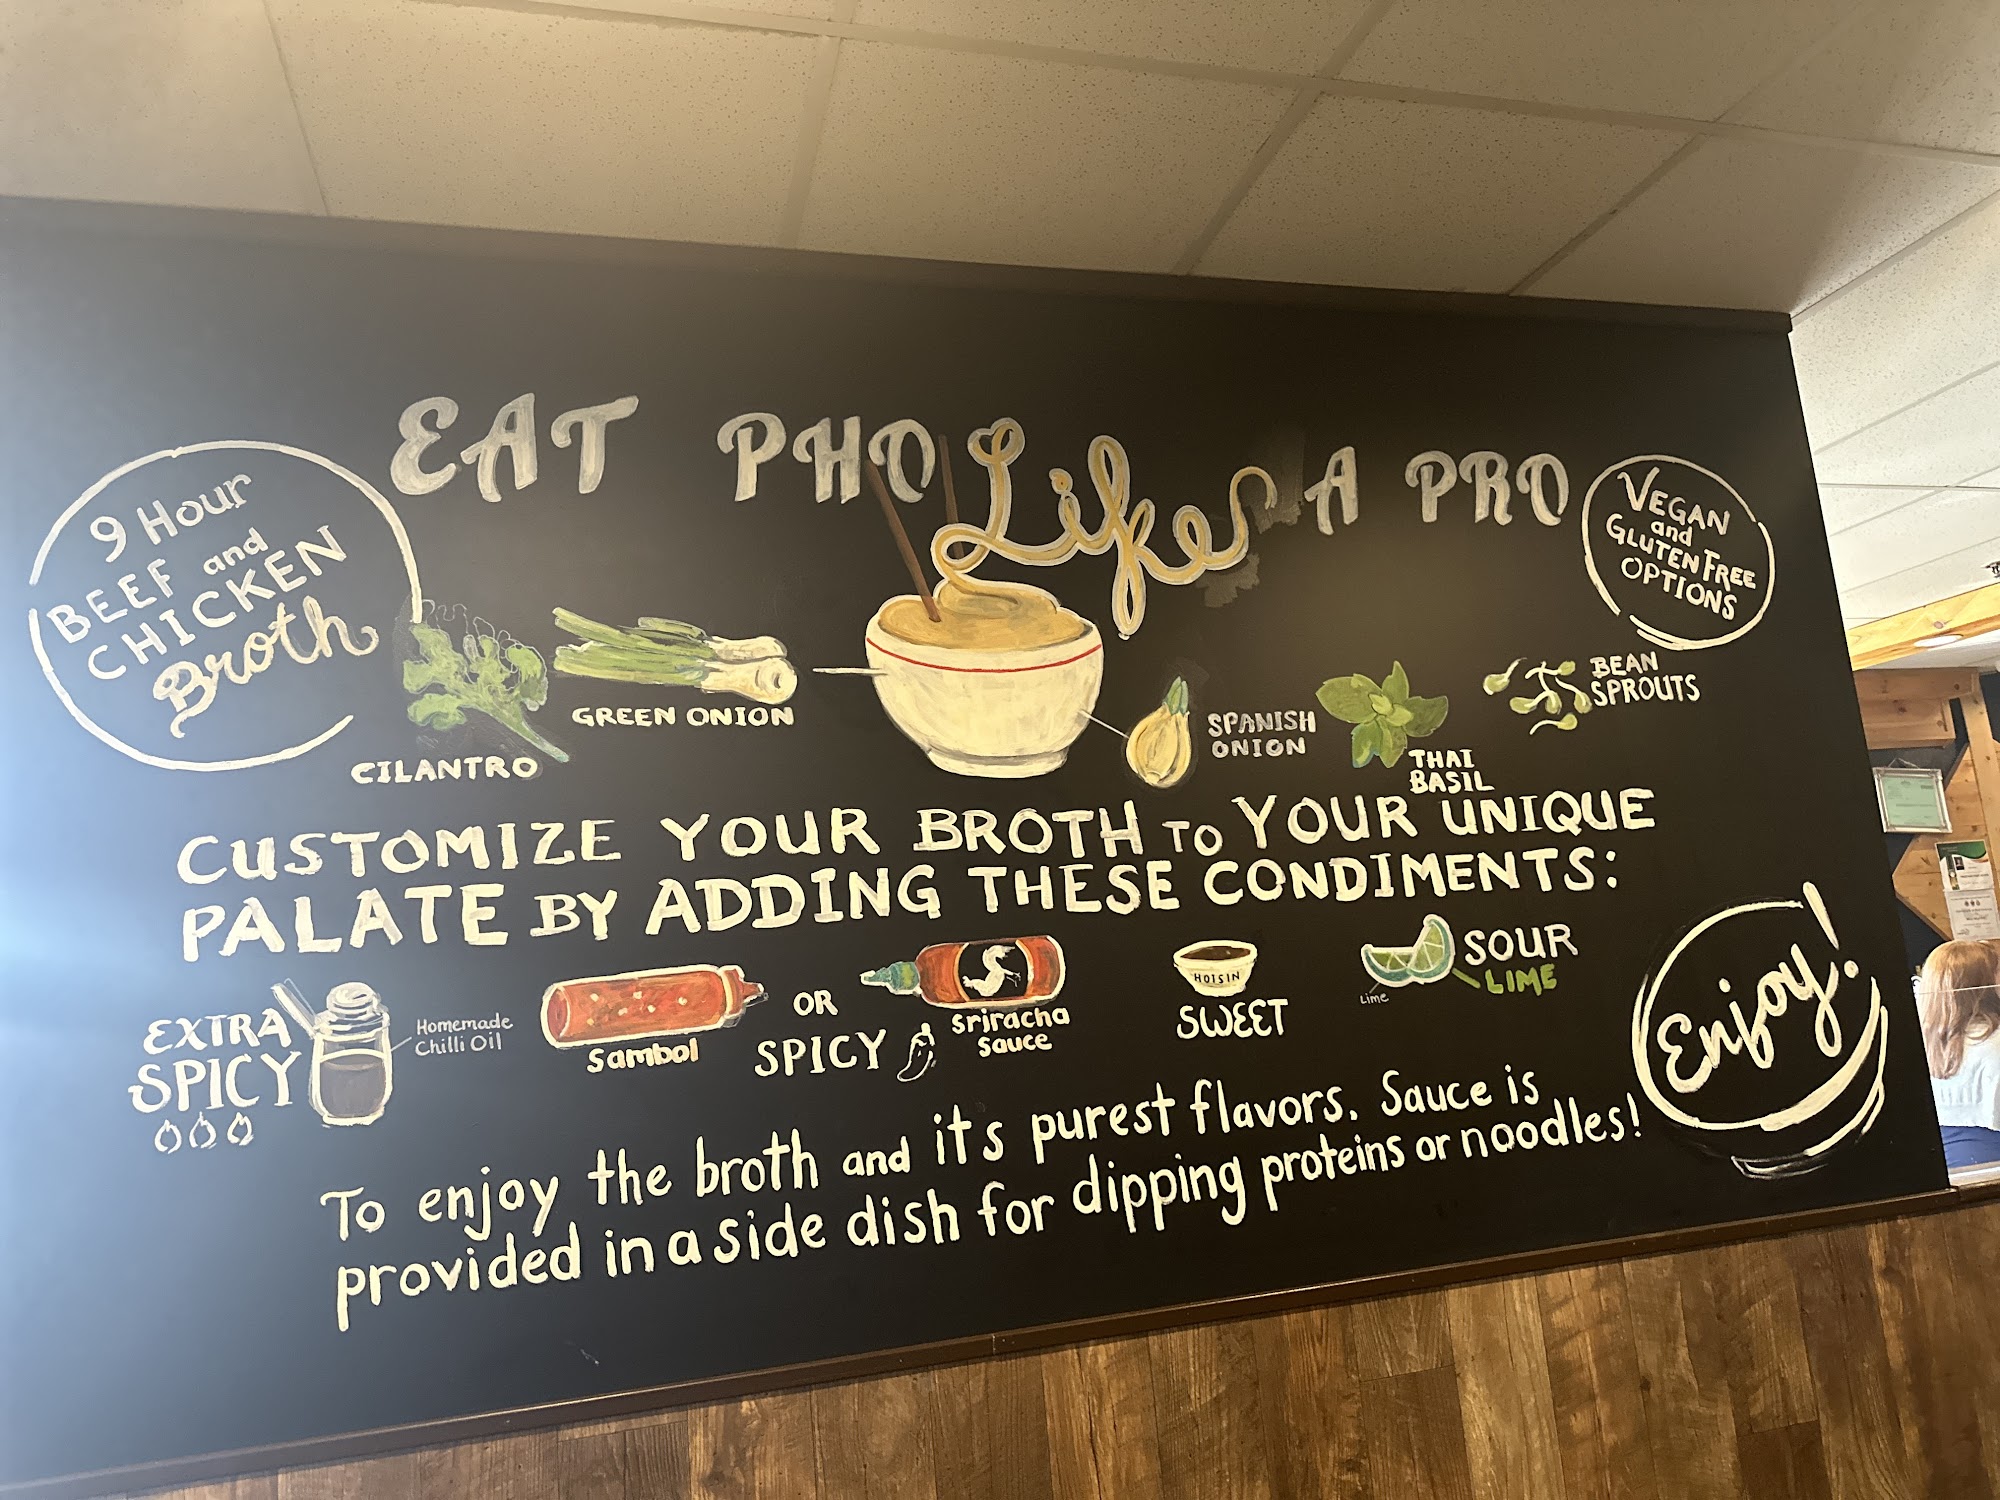 EAT PHO Like A PRO
9 Hour
BEEF and
CHICKEN
Broth
VEGAN
and
GLUTEN FREE
OPTIONS
CILANTRO
GREEN ONION
SPANISH
ONION
THAI
BASIL
BEAN
SPROUTS
CUSTOMIZE YOUR BROTH TO YOUR UNIQUE
PALATE BY ADDING THESE CONDIMENTS:
EXTRA
SPICY
Homemade
Chilli Oil
Sambol
OR
SPICY
Sriracha
Sauce
HOISIN
SWEET
Lime
SOUR
LIME
Enjoy!
To enjoy the broth and it's purest flavors. Sauce is
provided in a side dish for dipping proteins or noodles!